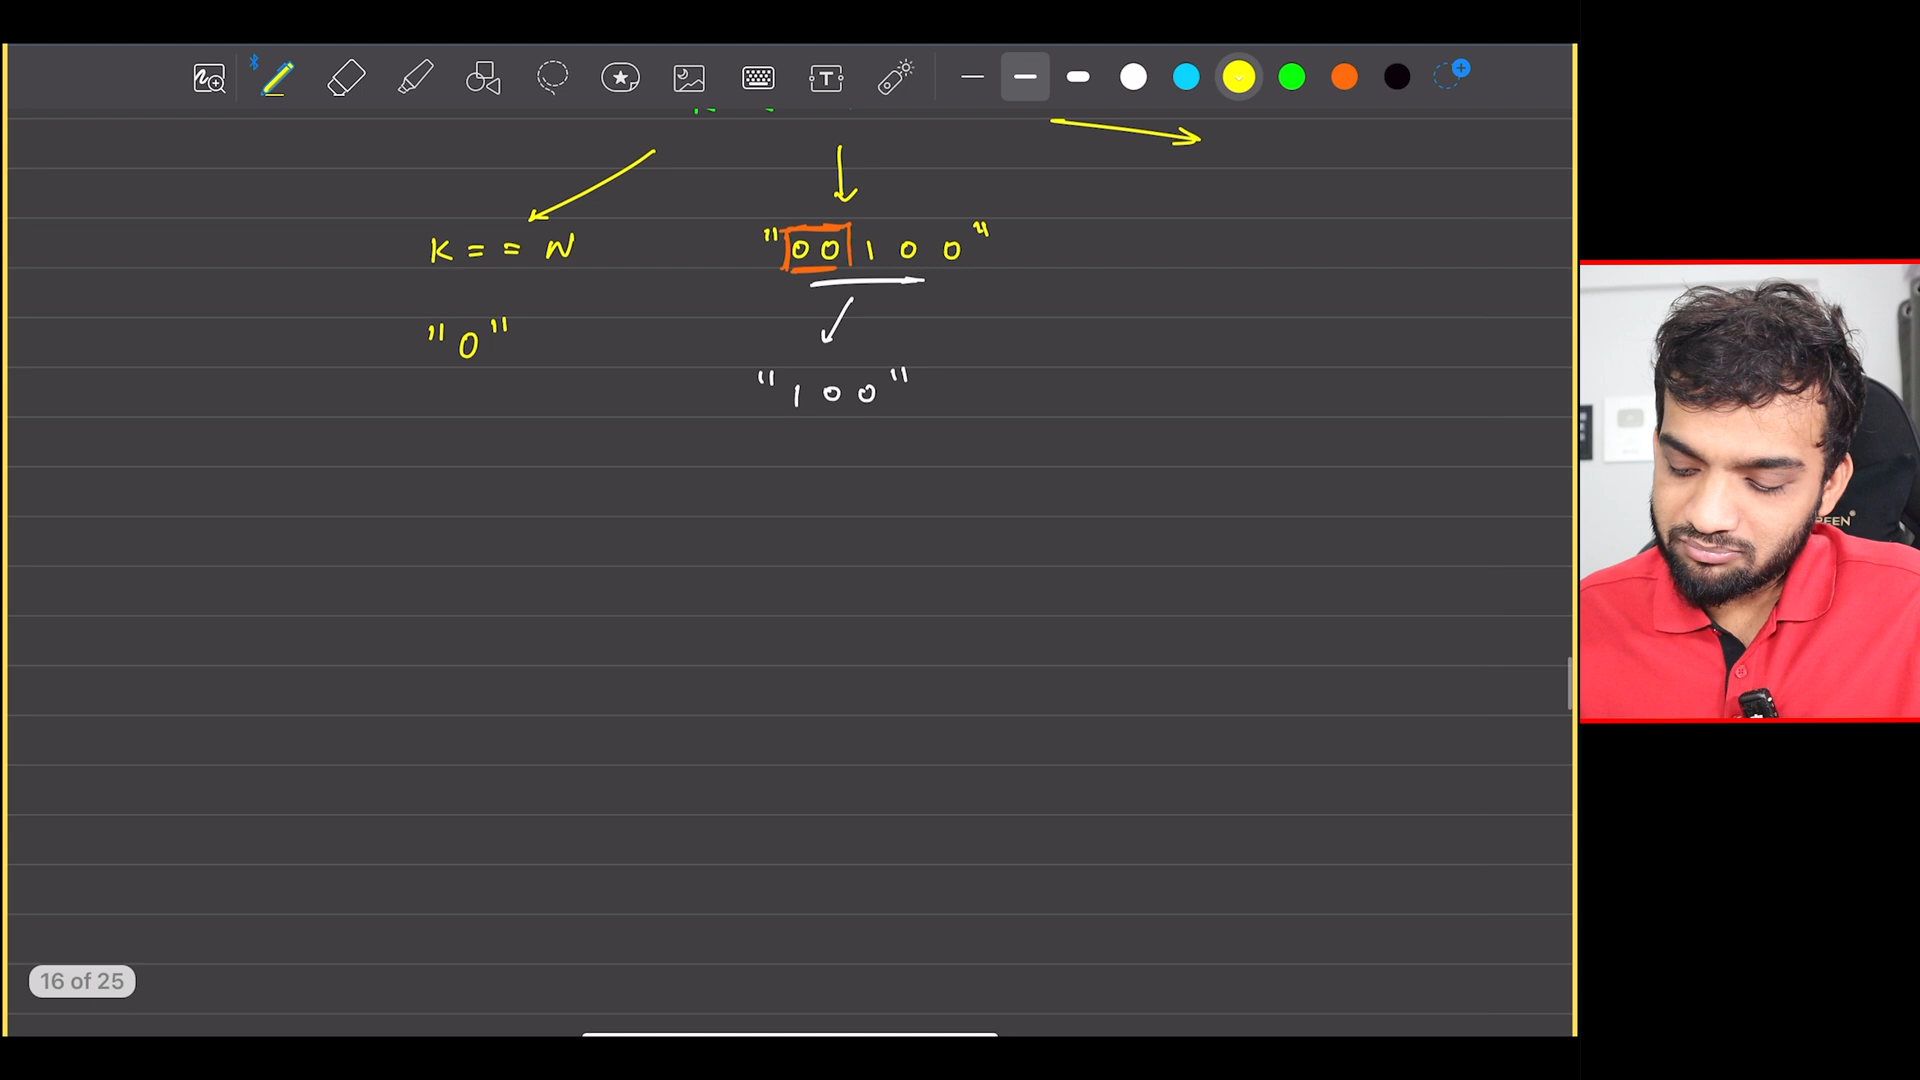 K = = N
"00100"
"0"
"100"
16 of 25